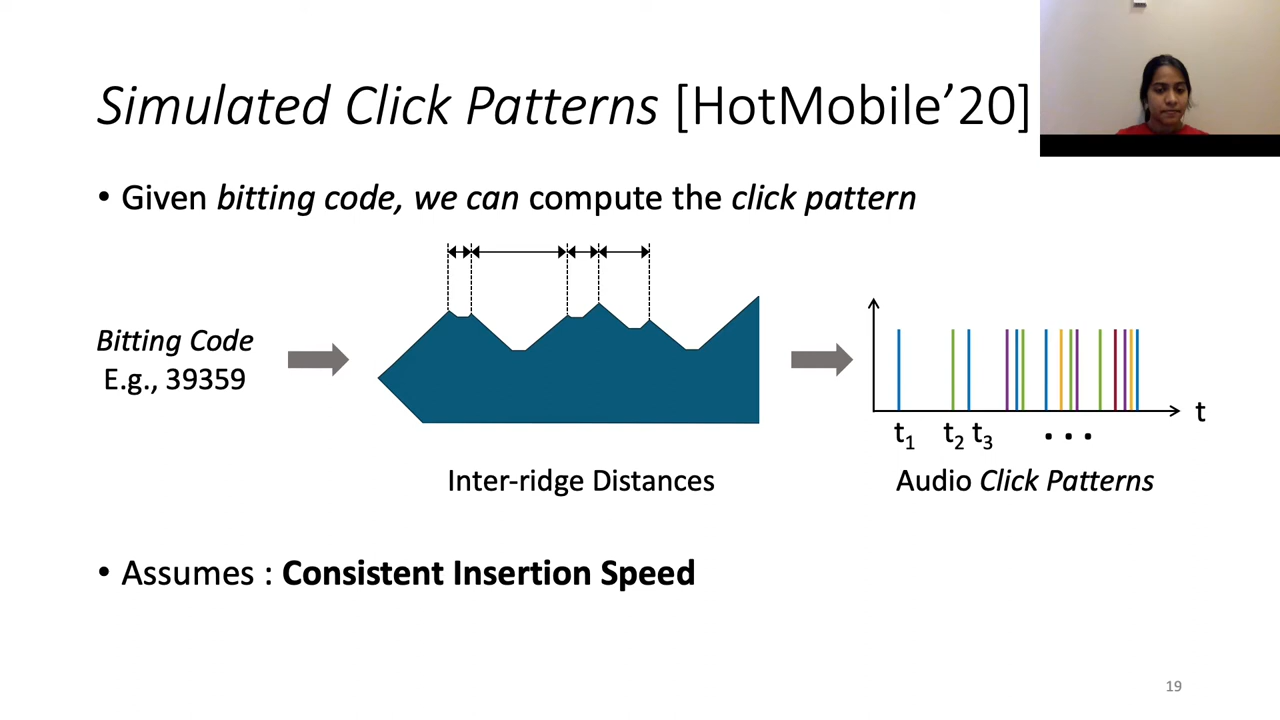 Simulated Click Patterns [HotMobile’20]
• Given bitting code, we can compute the click pattern
Bitting Code
E.g., 39359
Inter-ridge Distances
t
t1 t2 t3 ...
Audio Click Patterns
• Assumes : Consistent Insertion Speed
19